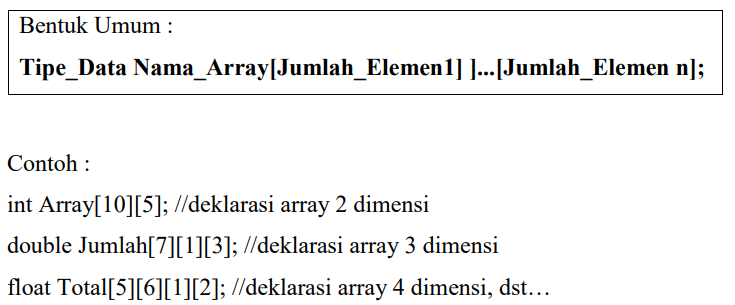 Bentuk Umum :
Tipe_Data Nama_Array[Jumlah_Elemen1] ]...[Jumlah_Elemen n];
Contoh :
int Array[10][5]; //deklarasi array 2 dimensi
double Jumlah[7][1][3]; //deklarasi array 3 dimensi
float Total[5][6][1][2]; //deklarasi array 4 dimensi, dst…